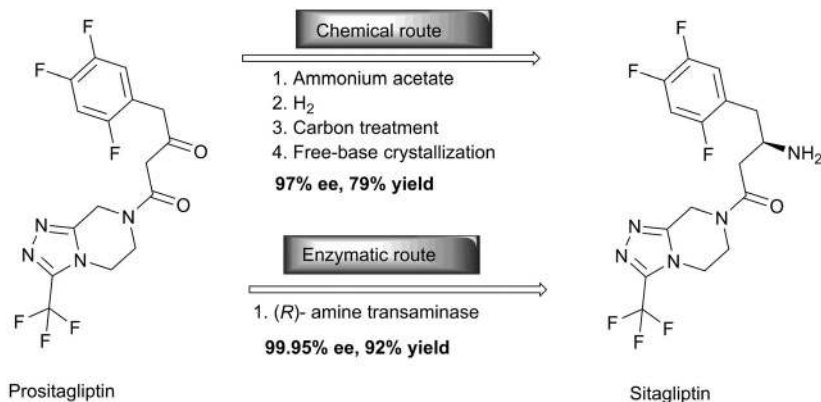 Chemical route
1. Ammonium acetate
2. H2
3. Carbon treatment
4. Free-base crystallization
97% ee, 79% yield
Enzymatic route
1. (R)- amine transaminase
99.95% ee, 92% yield
F
F
F
O
O
N
N
N
N
F
F
F
Prositagliptin
F
F
F
NH2
O
N
N
N
N
F
F
F
Sitagliptin